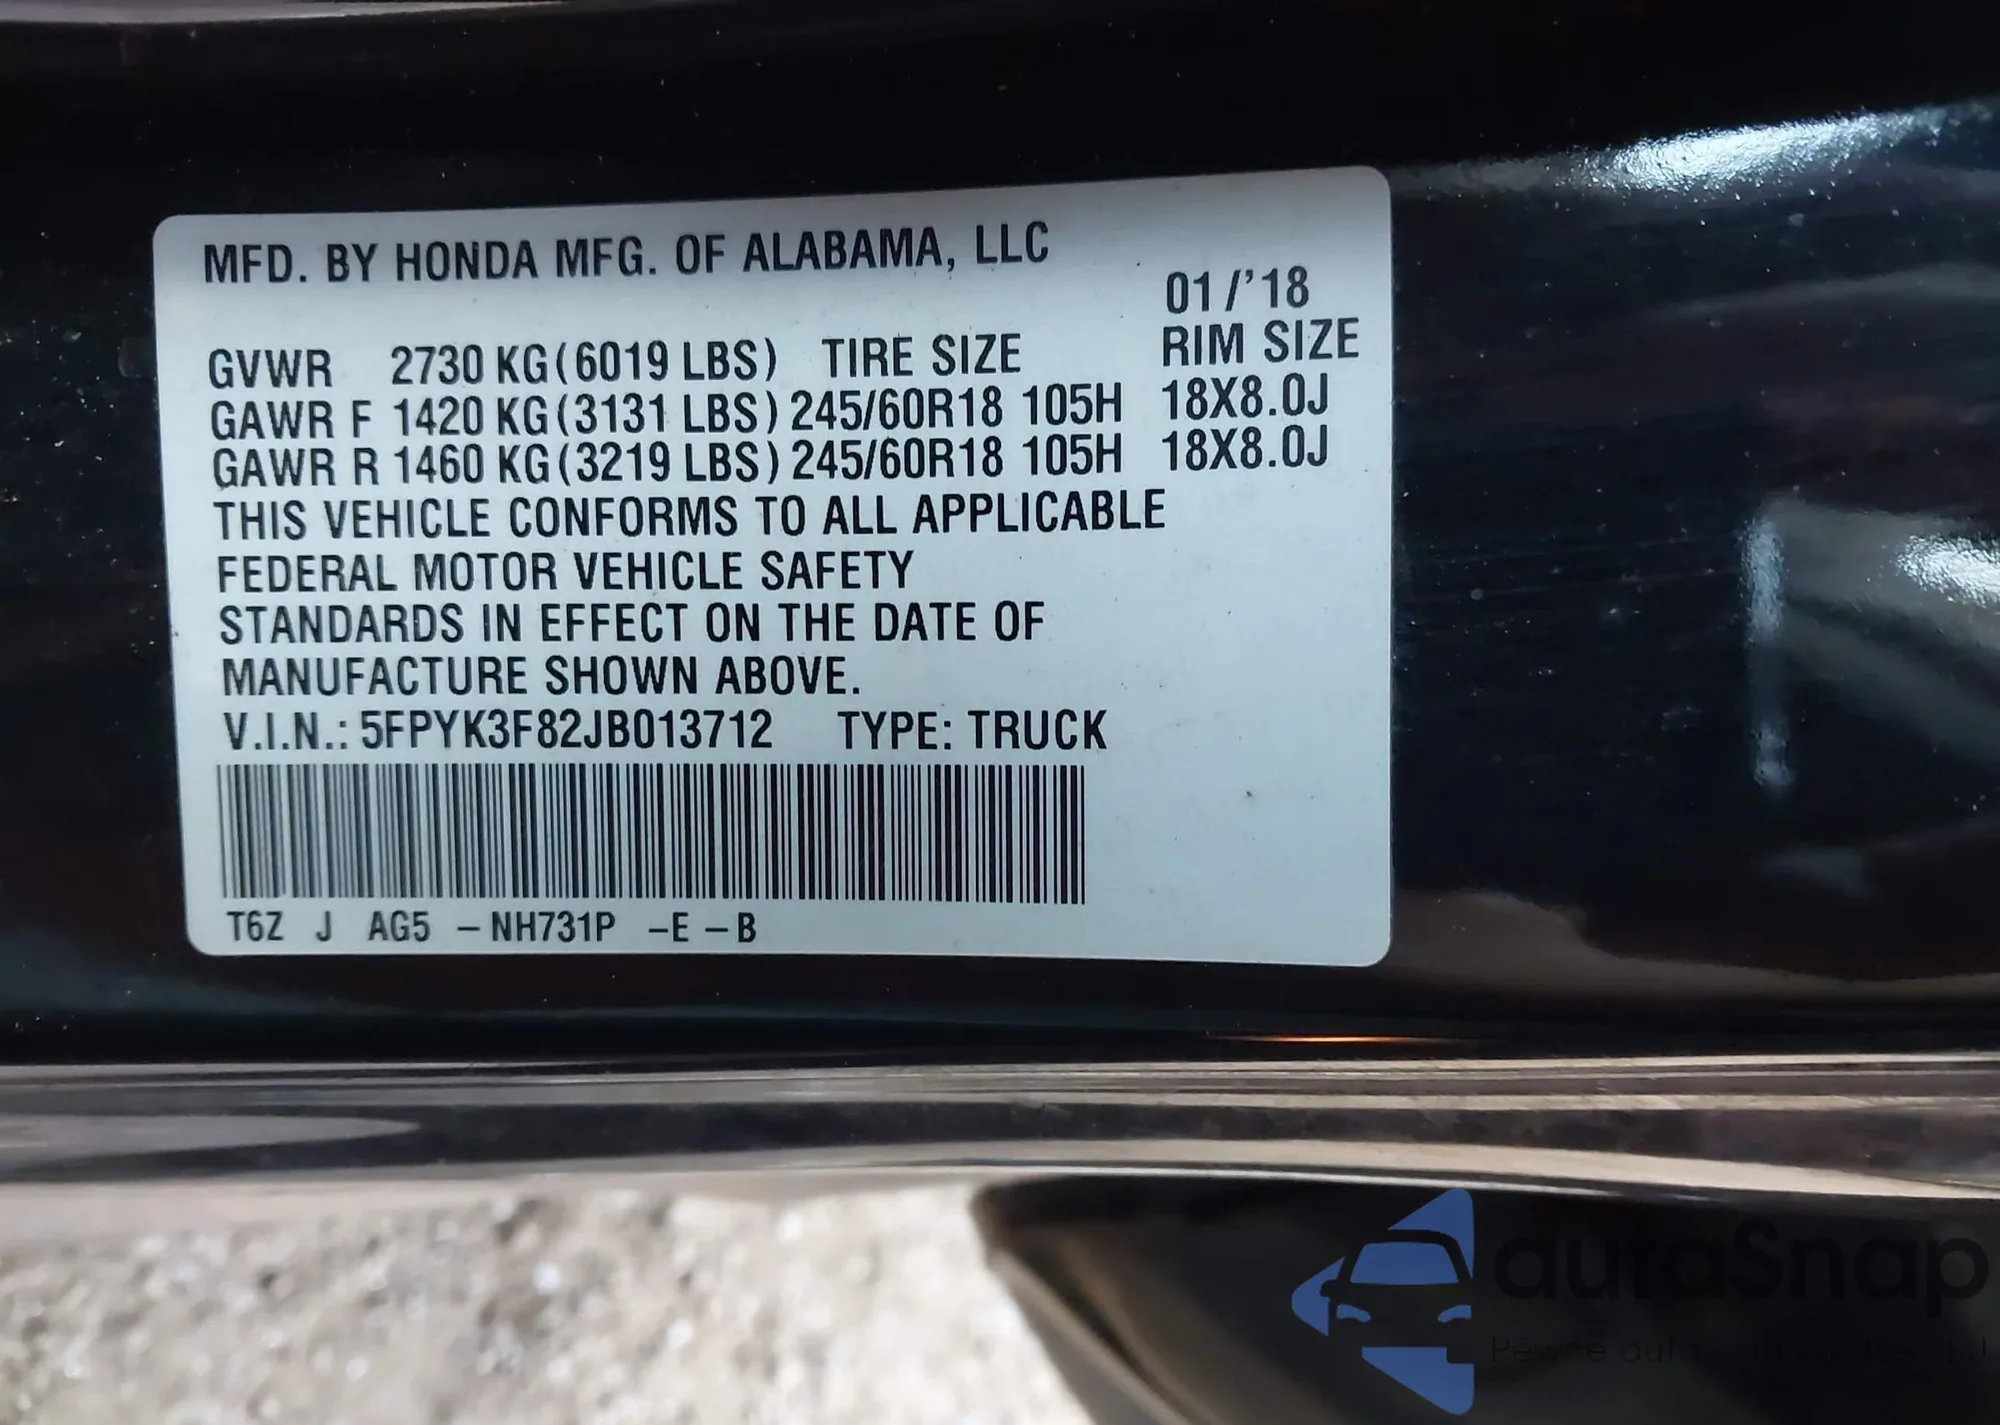 MFD. BY HONDA MFG. OF ALABAMA, LLC
01/'18
GVWR 2730 KG(6019 LBS) TIRE SIZE RIM SIZE
GAWR F 1420 KG(3131 LBS) 245/60R18 105H 18X8.0J
GAWR R 1460 KG(3219 LBS) 245/60R18 105H 18X8.0J
THIS VEHICLE CONFORMS TO ALL APPLICABLE
FEDERAL MOTOR VEHICLE SAFETY
STANDARDS IN EFFECT ON THE DATE OF
MANUFACTURE SHOWN ABOVE.
V.I.N.: 5FPYK3F82JB013712 TYPE: TRUCK
T6Z J AG5 -NH731P -E-B
autaSnap